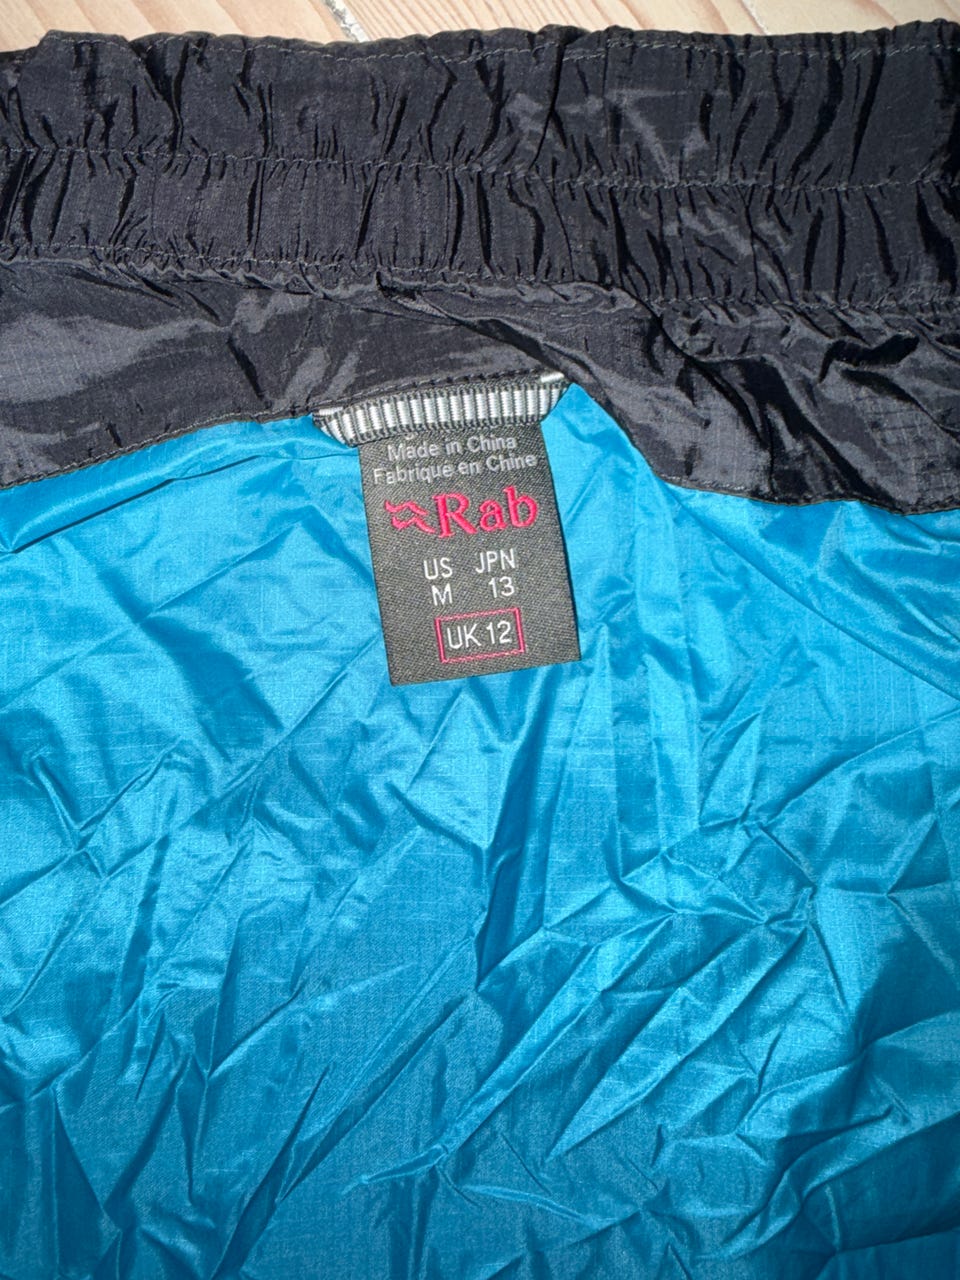 Made in China
Fabrique en Chine
Rab
US JPN
M 13
UK 12